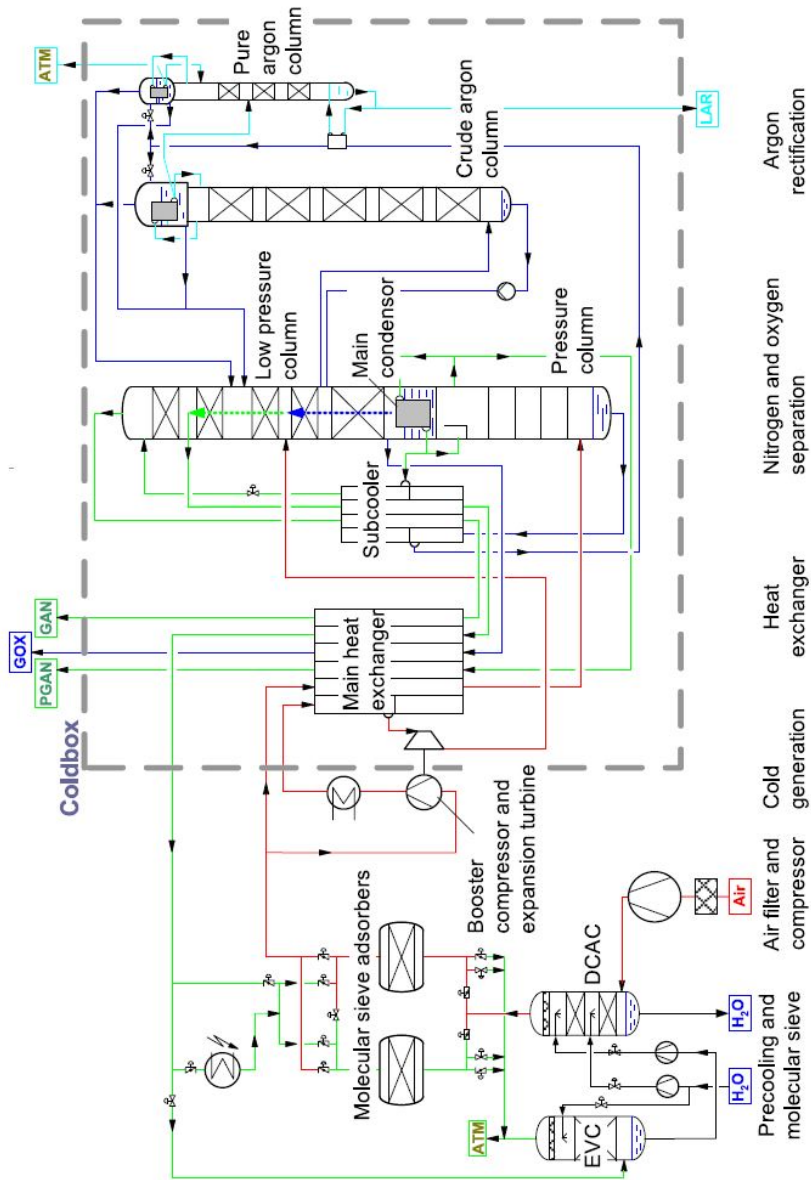 Coldbox
PGAN
GOX
GAN
ATM
Pure
argon
column
Crude argon
column
LAR
Low pressure
column
Main
condensor
Pressure
column
Subcooler
Main heat
exchanger
Booster
compressor and
expansion turbine
Molecular sieve adsorbers
ATM
EVC
DCAC
H₂O
H₂O
Air
Precooling and
molecular sieve
Air filter and
compressor
Cold
generation
Heat
exchanger
Nitrogen and oxygen
separation
Argon
rectification